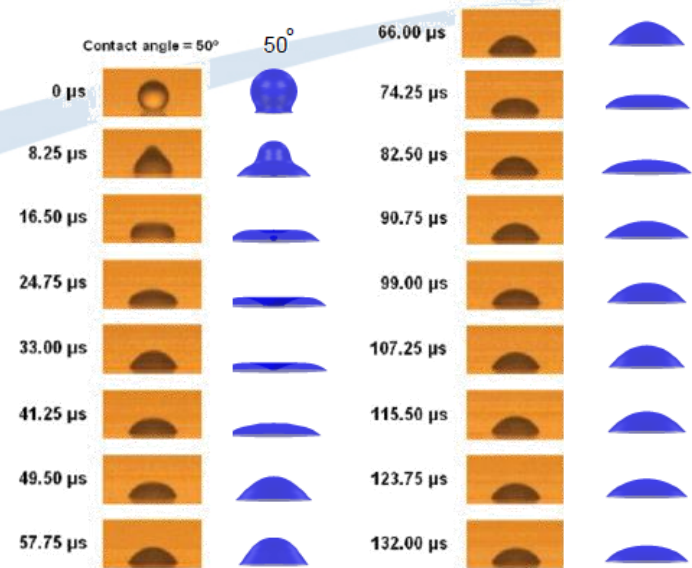 Contact angle = 50º
50°
0 µs
8.25 µs
16.50 µs
24.75 µs
33.00 µs
41.25 µs
49.50 µs
57.75 µs
66.00 µs
74.25 µs
82.50 µs
90.75 µs
99.00 µs
107.25 µs
115.50 µs
123.75 µs
132.00 µs